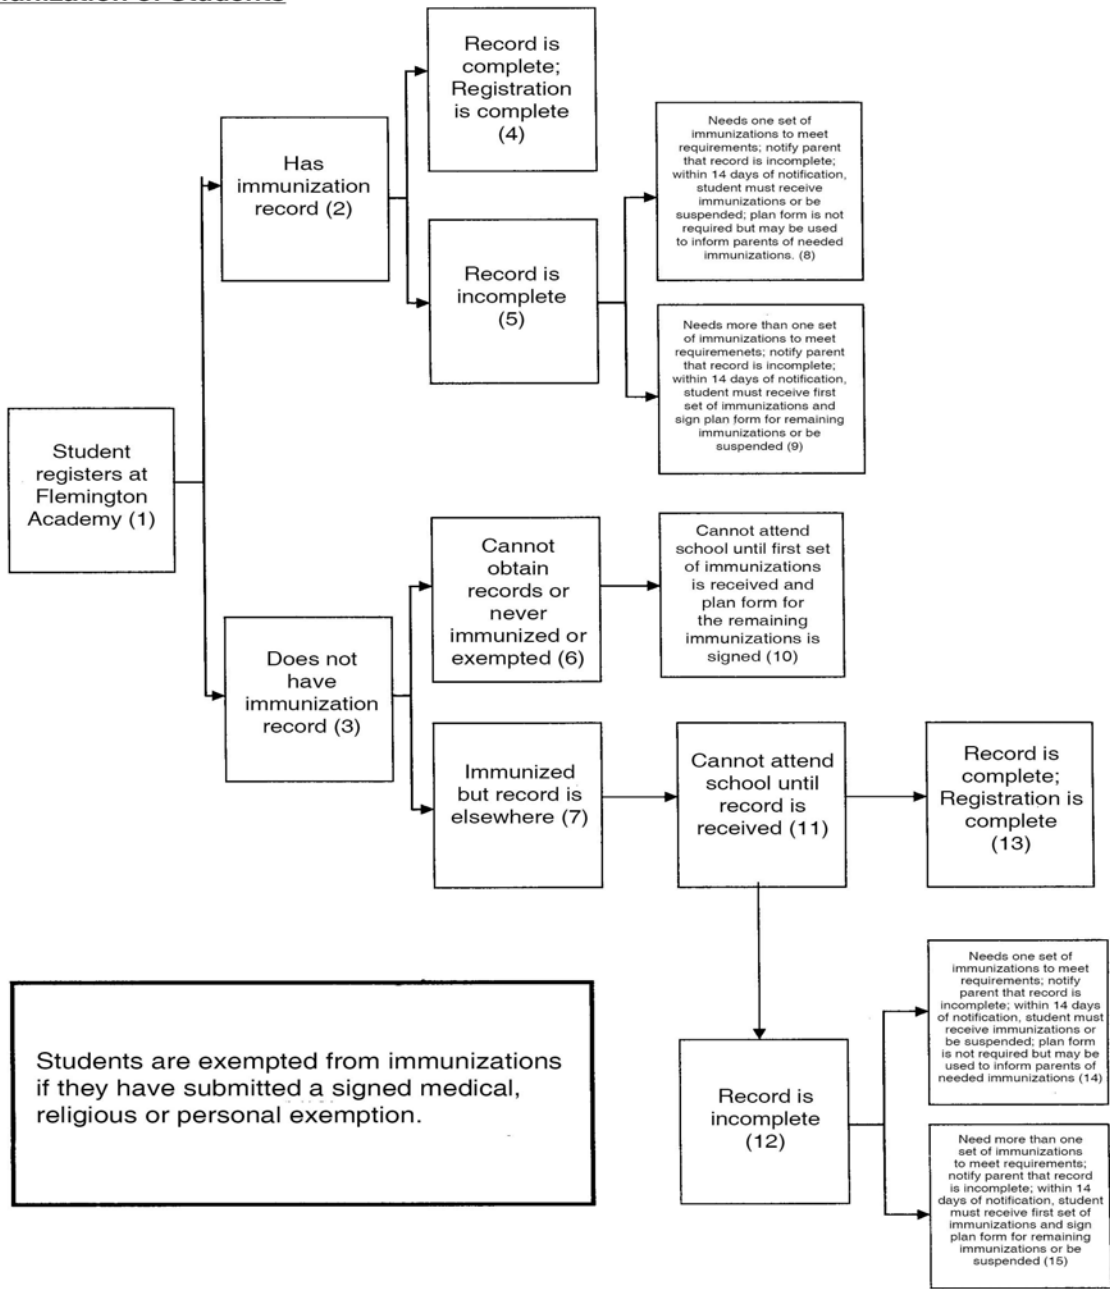 of Students
Record is
complete;
Registration
is complete
(4)
Has
immunization
record (2)
Record is
incomplete
(5)
Needs one set of
immunizations to meet
requirements; notify parent
that record is incomplete;
within 14 days of notification,
student must receive
immunizations or be
suspended; plan form is not
required but may be used
to inform parents of needed
immunizations. (8)
Needs more than one set
of immunizations to meet
requiremenets; notify parent
that record is incomplete;
within 14 days of notification,
student must receive first
set of immunizations and
sign plan form for remaining
immunizations or be
suspended (9)
Student
registers at
Flemington
Academy (1)
Cannot
obtain
records or
never
immunized or
exempted (6)
Cannot attend
school until first set
of immunizations
is received and
plan form for
the remaining
immunizations is
signed (10)
Does not
have
immunization
record (3)
Immunized
but record is
elsewhere (7)
Cannot attend
school until
record is
received (11)
Record is
complete;
Registration is
complete
(13)
Needs one set of
immunizations to meet
requirements; notify
parent that record is
incomplete; within 14 days
of notification, student must
receive immunizations or
be suspended; plan form
is not required but may be
used to inform parents of
needed immunizations (14)
Record is
incomplete
(12)
Need more than one
set of immunizations
to meet requirements;
notify parent that record
is incomplete; within 14
days of notification, student
must receive first set of
immunizations and sign
plan form for remaining
immunizations or be
suspended (15)
Students are exempted from immunizations
if they have submitted a signed medical,
religious or personal exemption.